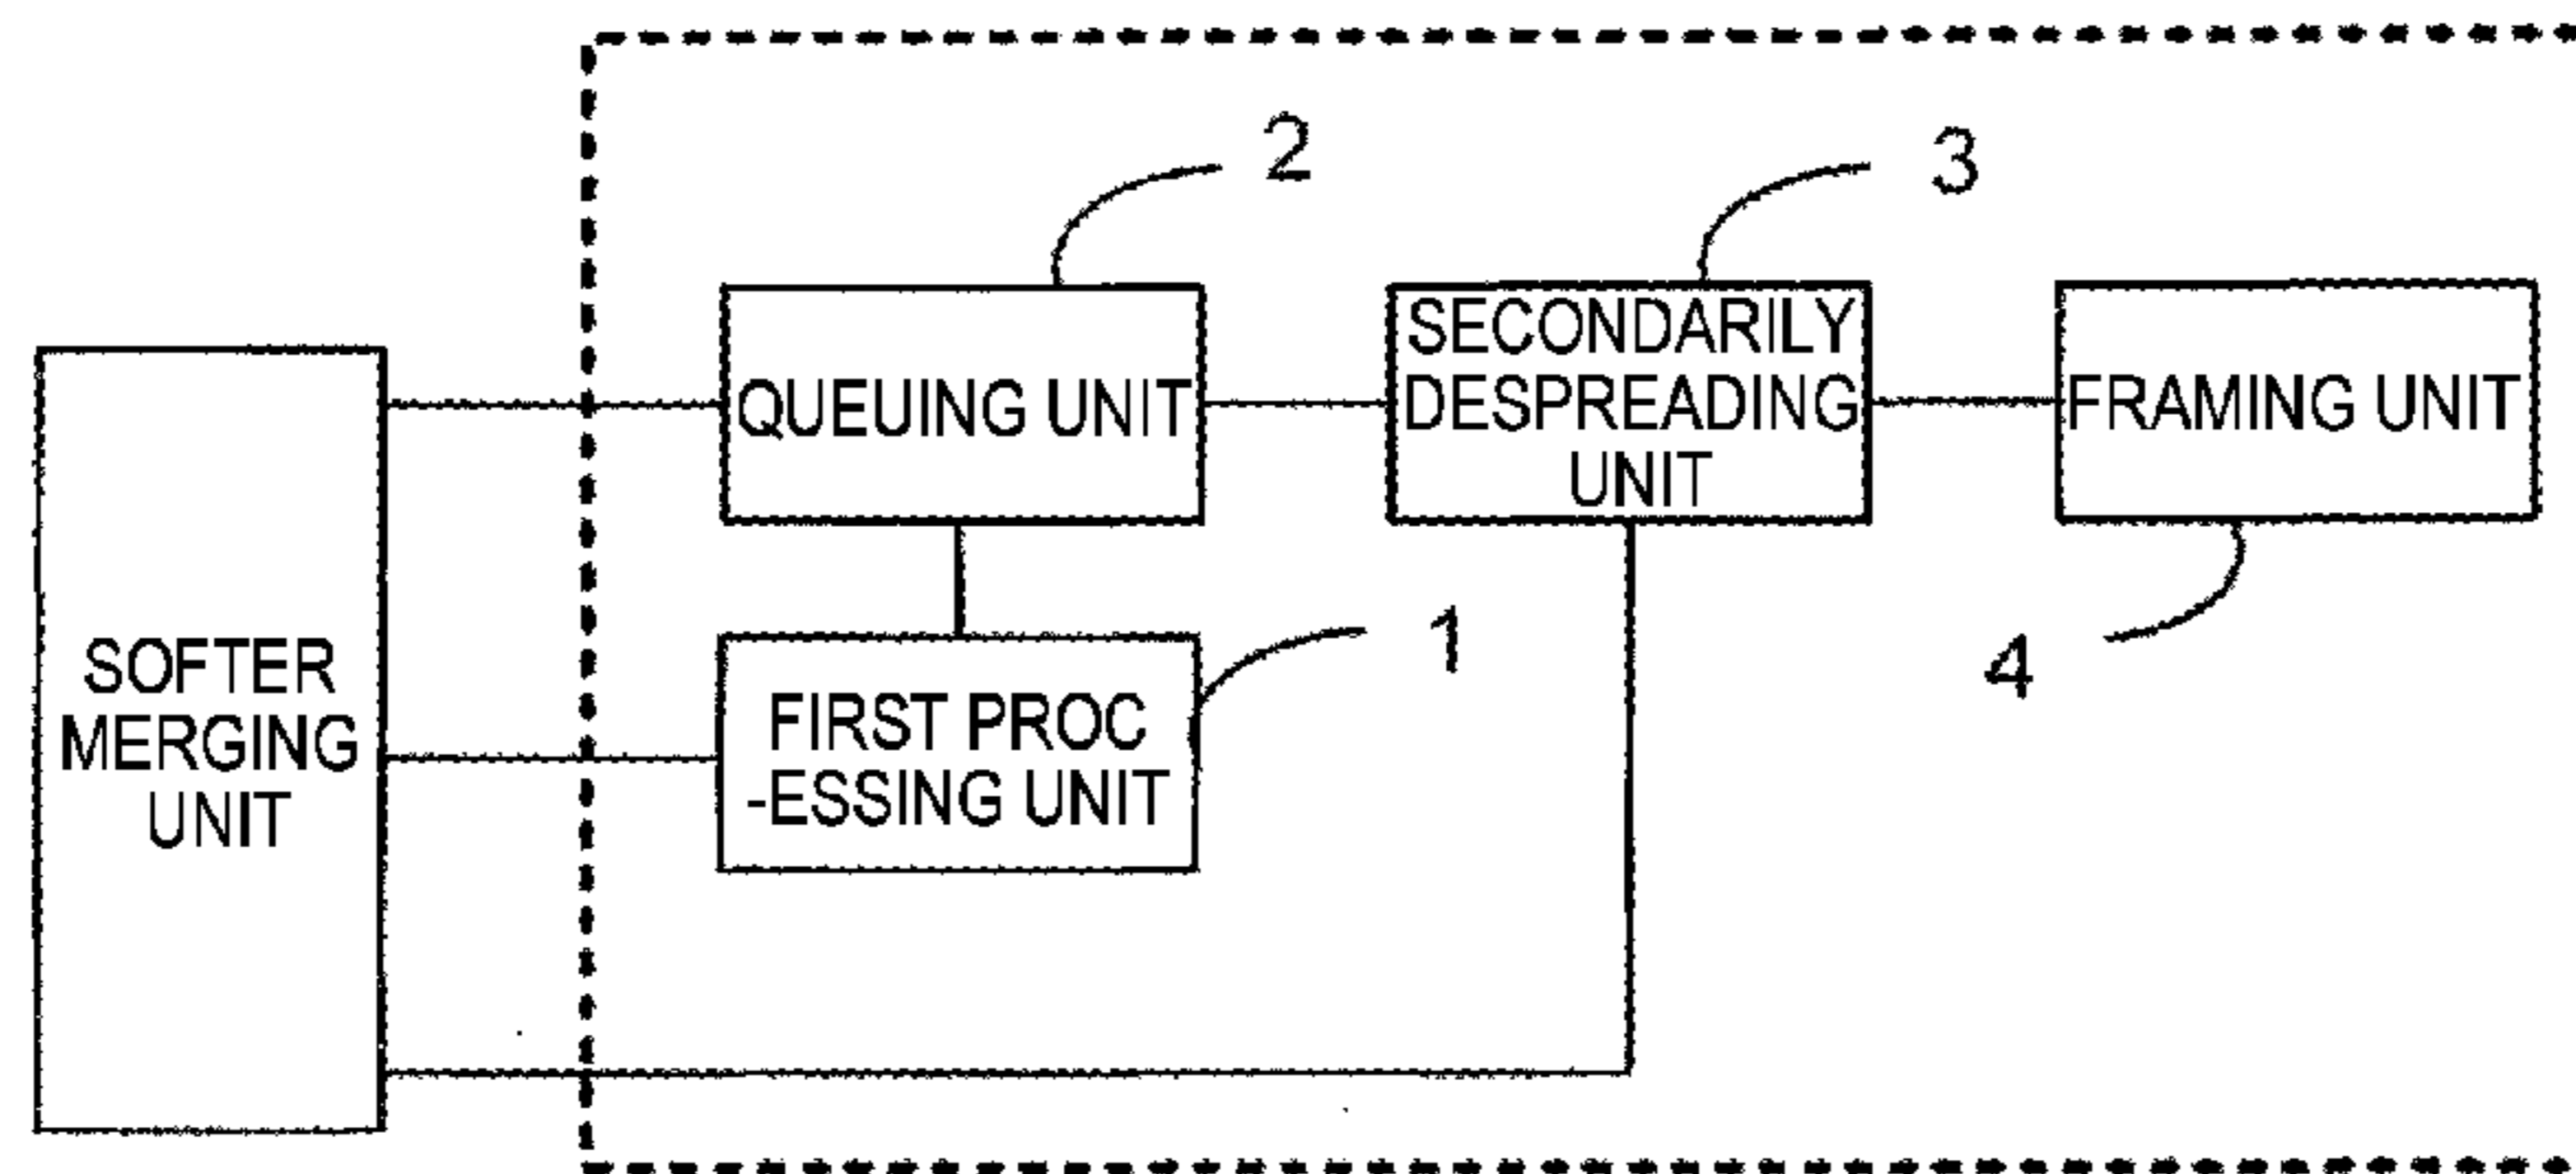 2
3
SECONDARILY
DESPREADING
UNIT
QUEUING UNIT
FRAMING UNIT
1
4
SOFTER
MERGING
UNIT
FIRST PROC
-ESSING UNIT